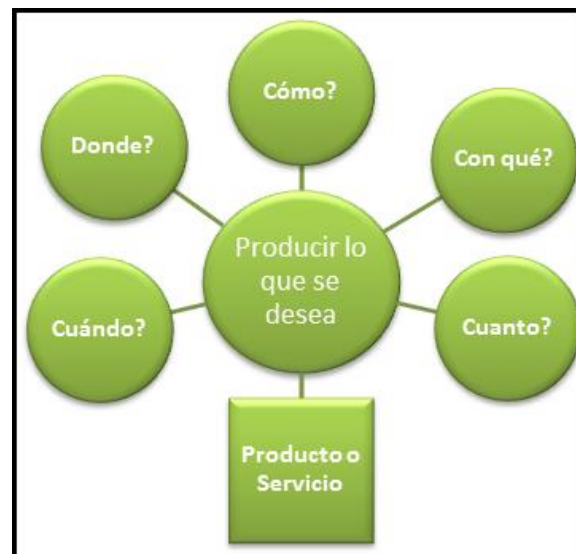 Cómo?
Donde?
Con qué?
Producir lo
que se
desea
Cuándo?
Cuanto?
Producto o
Servicio